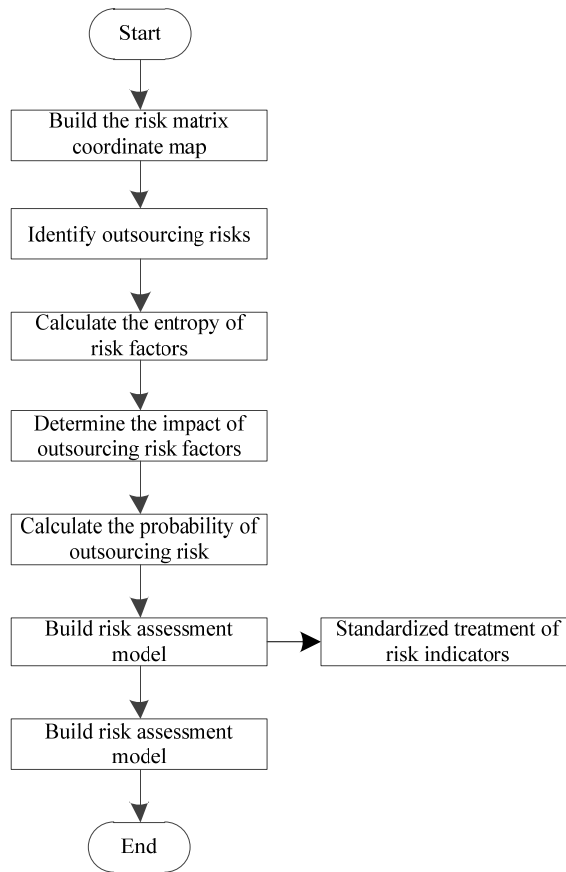 Start
Build the risk matrix
coordinate map
Identify outsourcing risks
Calculate the entropy of
risk factors
Determine the impact of
outsourcing risk factors
Calculate the probability of
outsourcing risk
Build risk assessment
model
Standardized treatment of
risk indicators
Build risk assessment
model
End